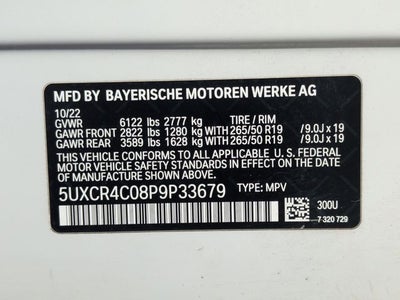 MFD BY BAYERISCHE MOTOREN WERKE AG
10/22
GVWR 6122 lbs 2777 kg TIRE / RIM
GAWR FRONT 2822 lbs 1280 kg WITH 265/50 R19 /9.0J x 19
GAWR REAR 3589 lbs 1628 kg WITH 265/50 R19 /9.0J x 19
THIS VEHICLE CONFORMS TO ALL APPLICABLE U.S. FEDERAL
MOTOR VEHICLE SAFETY STANDARDS
IN EFFECT ON THE DATE OF MANUFACTURE SHOWN ABOVE.
5UXCR4C08P9P33679 TYPE: MPV
300U
7 320 729